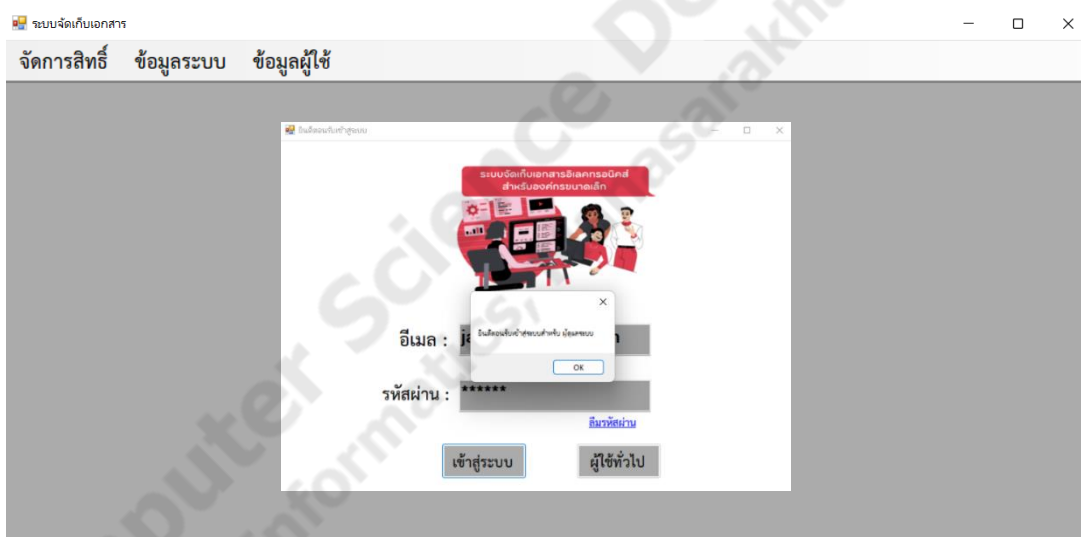 ระบบจัดเก็บเอกสาร
จัดการสิทธิ์ ข้อมูลระบบ ข้อมูลผู้ใช้
ยินดีตอนรับเข้าสู่ระบบ
ระบบจัดเก็บเอกสารอิเลคทรอนิคส์
สำหรับองค์กรขนาดเล็ก
ยินดีตอนรับเข้าสู่ระบบสำหรับ ผู้ดูแลระบบ
OK
อีเมล :
รหัสผ่าน : ******
ลืมรหัสผ่าน
เข้าสู่ระบบ ผู้ใช้ทั่วไป